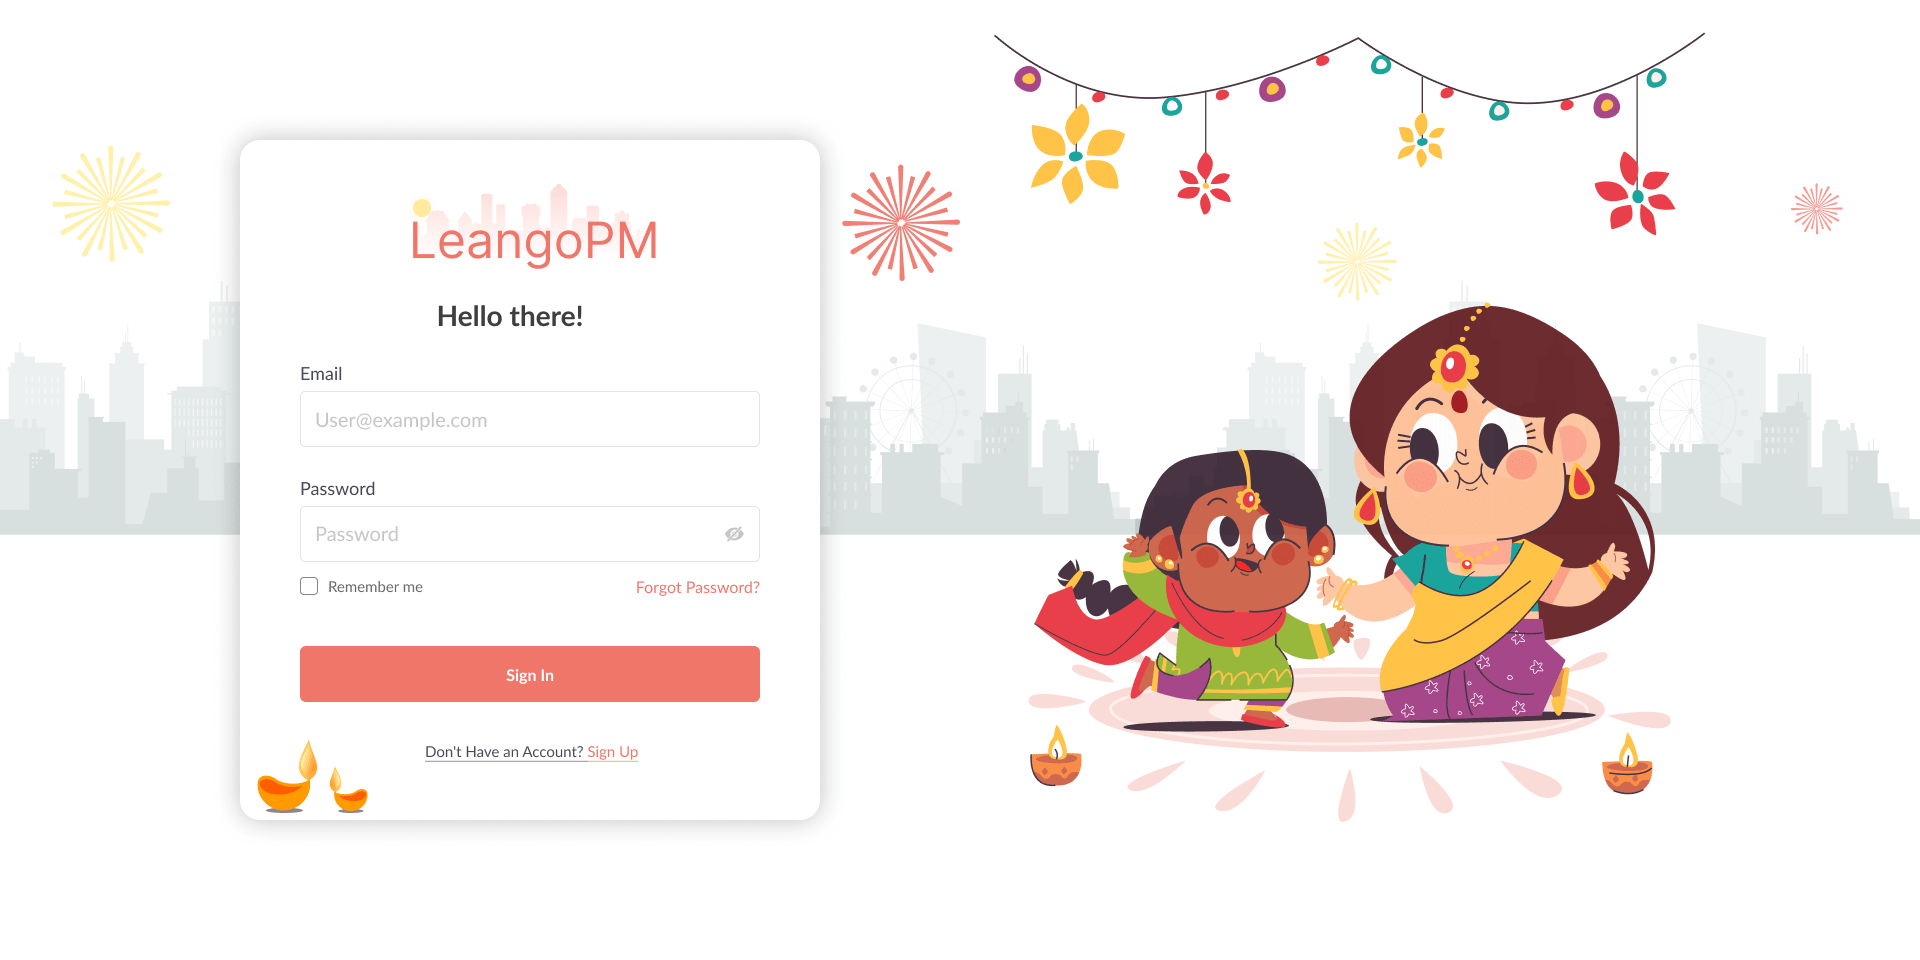 LeangoPM
Hello there!
Email
User@example.com
Password
Password
Remember me
Forgot Password?
Sign In
Don't Have an Account? Sign Up